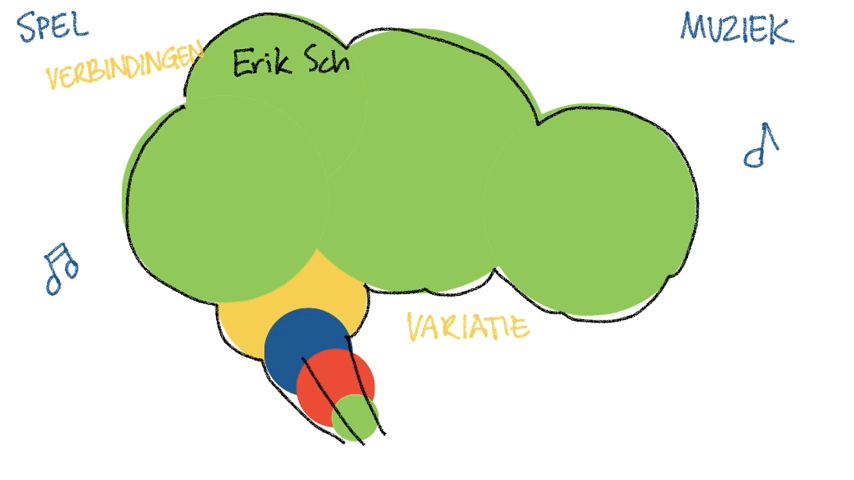 SPEL
MUZIEK
VERBINDINGEN
Erik Sch
VARIATIE